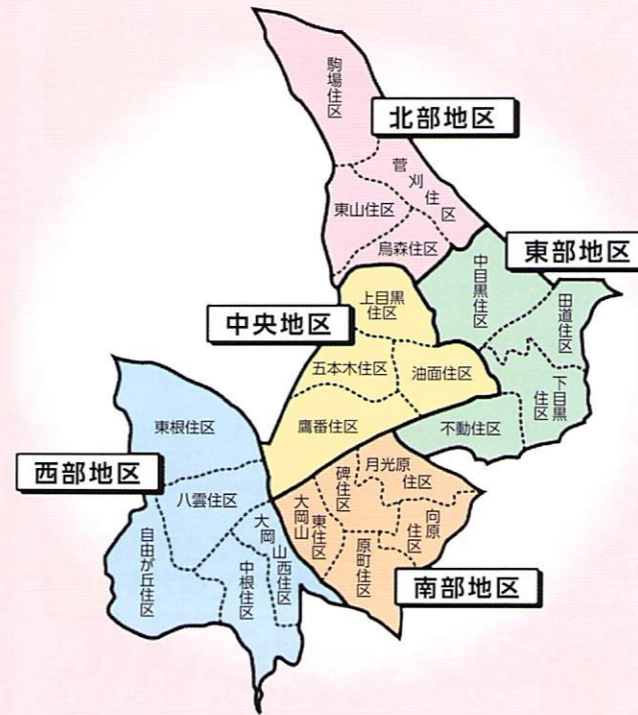 駒場住区
北部地区
菅刈住区
東山住区
烏森住区
東部地区
中目黒住区
田道住区
上目黒
住区
中央地区
五本木住区
油面住区
下目黒
住区
鷹番住区
不動住区
東根住区
西部地区
八雲住区
月光原
住区
碑住区
大岡山
東住区
向原
住区
原町住区
大岡
山西住区
自由が丘住区
中根住区
南部地区